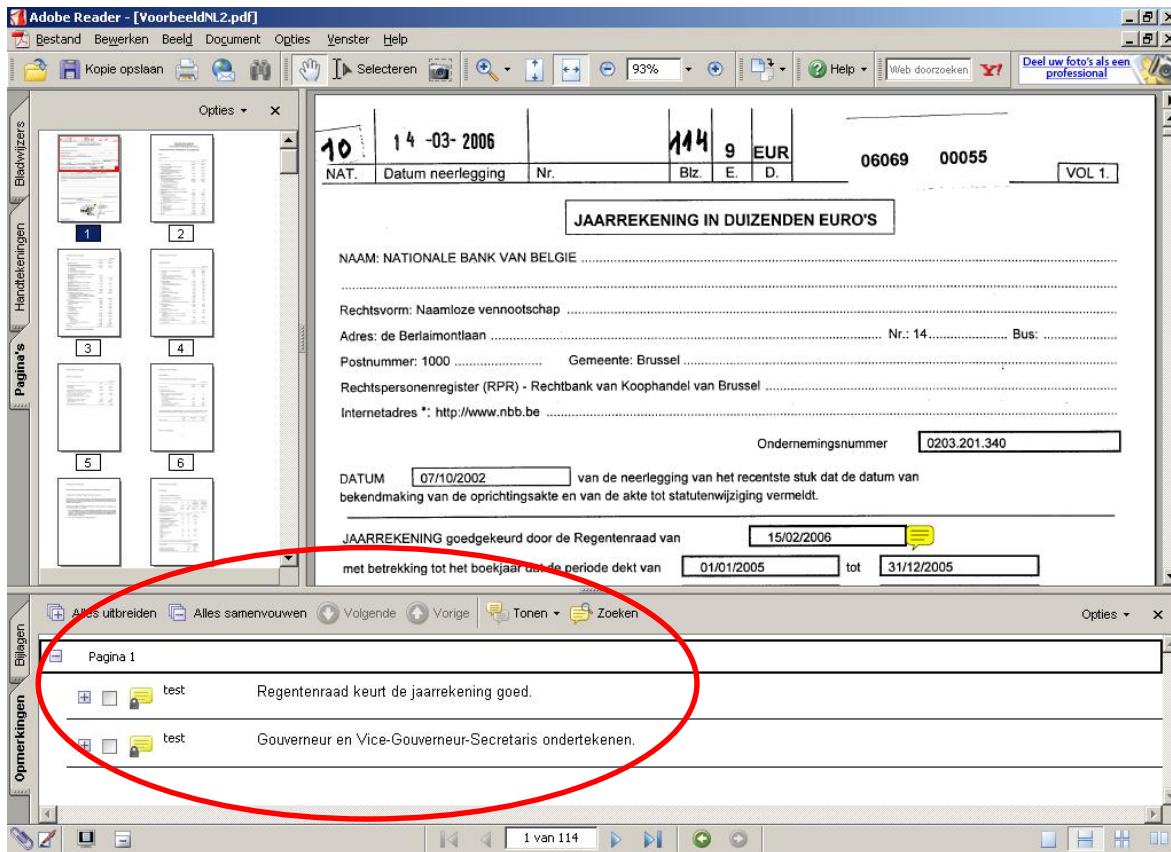 Adobe Reader - [VoorbeeldNL2.pdf]
Bestand Bewerken Beeld Document Opties Venster Help
Kopie opslaan Selecteren 93% Help Web doorzoeken Y! Deel uw foto's als een professional
Bladwijzers
Handtekeningen
Pagina's
Opties
1
2
3
4
5
6
10 14 -03- 2006 114 9 EUR 06069 00055
NAT. Datum neerlegging Nr. Blz. E. D. VOL 1.
JAARREKENING IN DUIZENDEN EURO'S
NAAM: NATIONALE BANK VAN BELGIE
Rechtsvorm: Naamloze vennootschap
Adres: de Berlaimontlaan Nr.: 14 Bus:
Postnummer: 1000 Gemeente: Brussel
Rechtspersonenregister (RPR) - Rechtbank van Koophandel van Brussel
Internetadres *: http://www.nbb.be
Ondernemingsnummer 0203.201.340
DATUM 07/10/2002 van de neerlegging van het recentste stuk dat de datum van
bekendmaking van de oprichtingsakte en van de akte tot statutenwijziging vermeldt.
JAARREKENING goedgekeurd door de Regentenraad van 15/02/2006
met betrekking tot het boekjaar dat de periode dekt van 01/01/2005 tot 31/12/2005
Bijlagen
Opmerkingen
Alles uitbreiden Alles samenvouwen Volgende Vorige Tonen Zoeken Opties
Pagina 1
test Regentenraad keurt de jaarrekening goed.
test Gouverneur en Vice-Gouverneur-Secretaris ondertekenen.
1 van 114